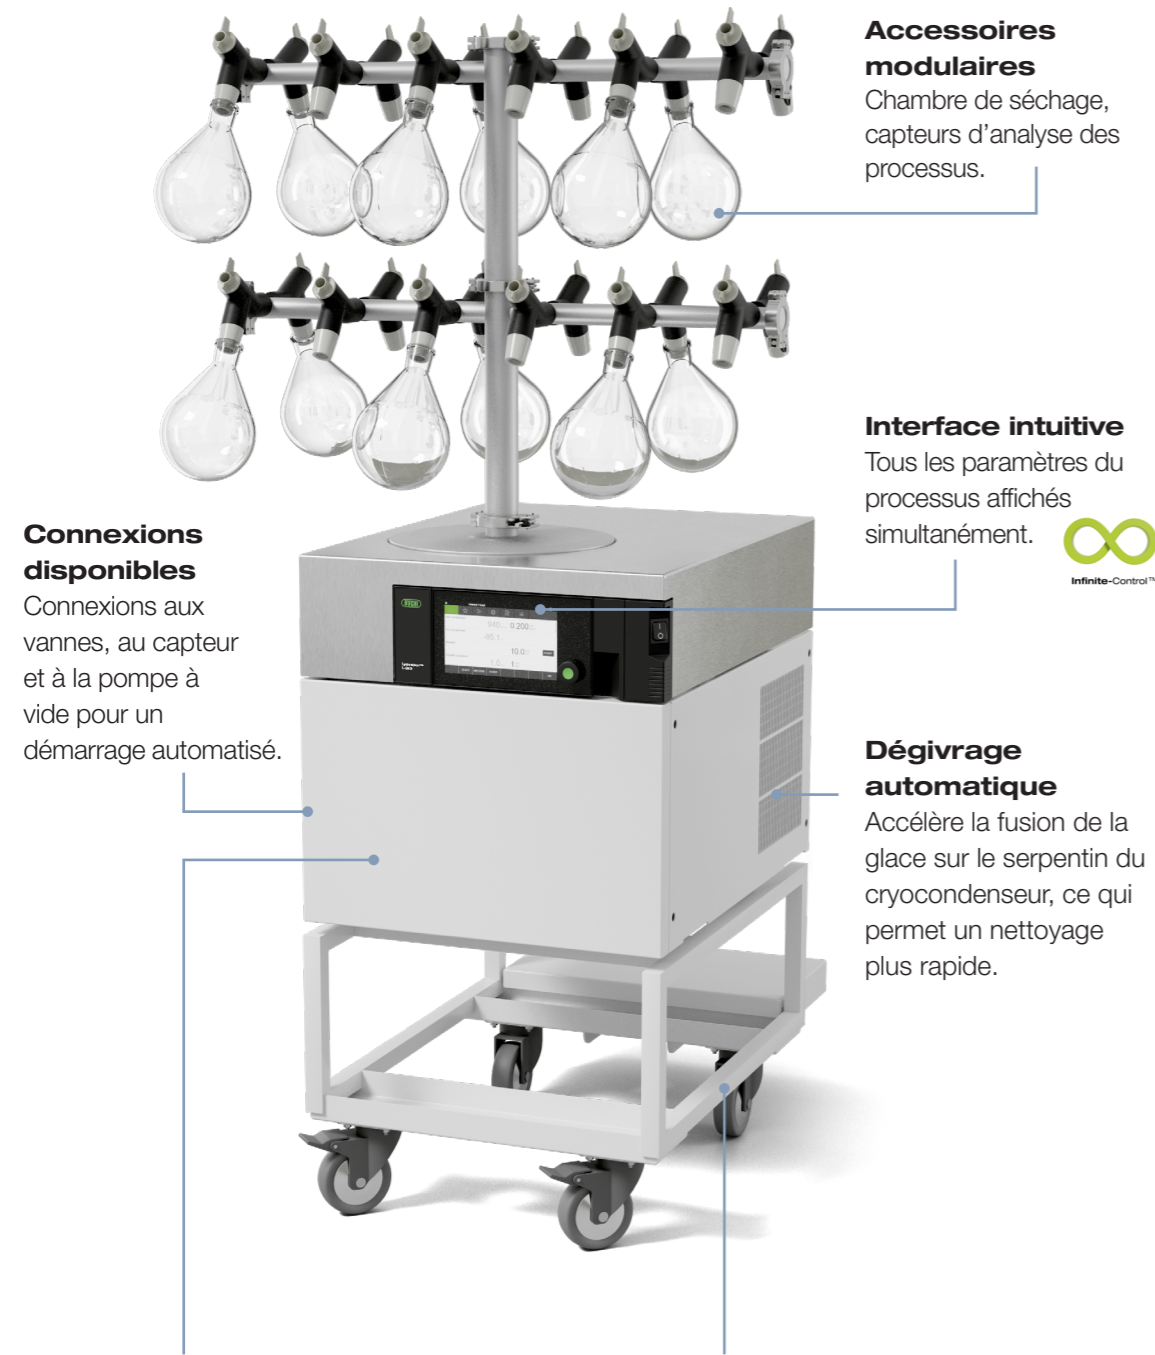 Accessoires
modulaires
Chambre de séchage,
capteurs d’analyse des
processus.
Interface intuitive
Tous les paramètres du
processus affichés
simultanément.
Infinite-Control™
Connexions
disponibles
Connexions aux
vannes, au capteur
et à la pompe à
vide pour un
démarrage automatisé.
Dégivrage
automatique
Accélère la fusion de la
glace sur le serpentin du
cryocondenseur, ce qui
permet un nettoyage
plus rapide.